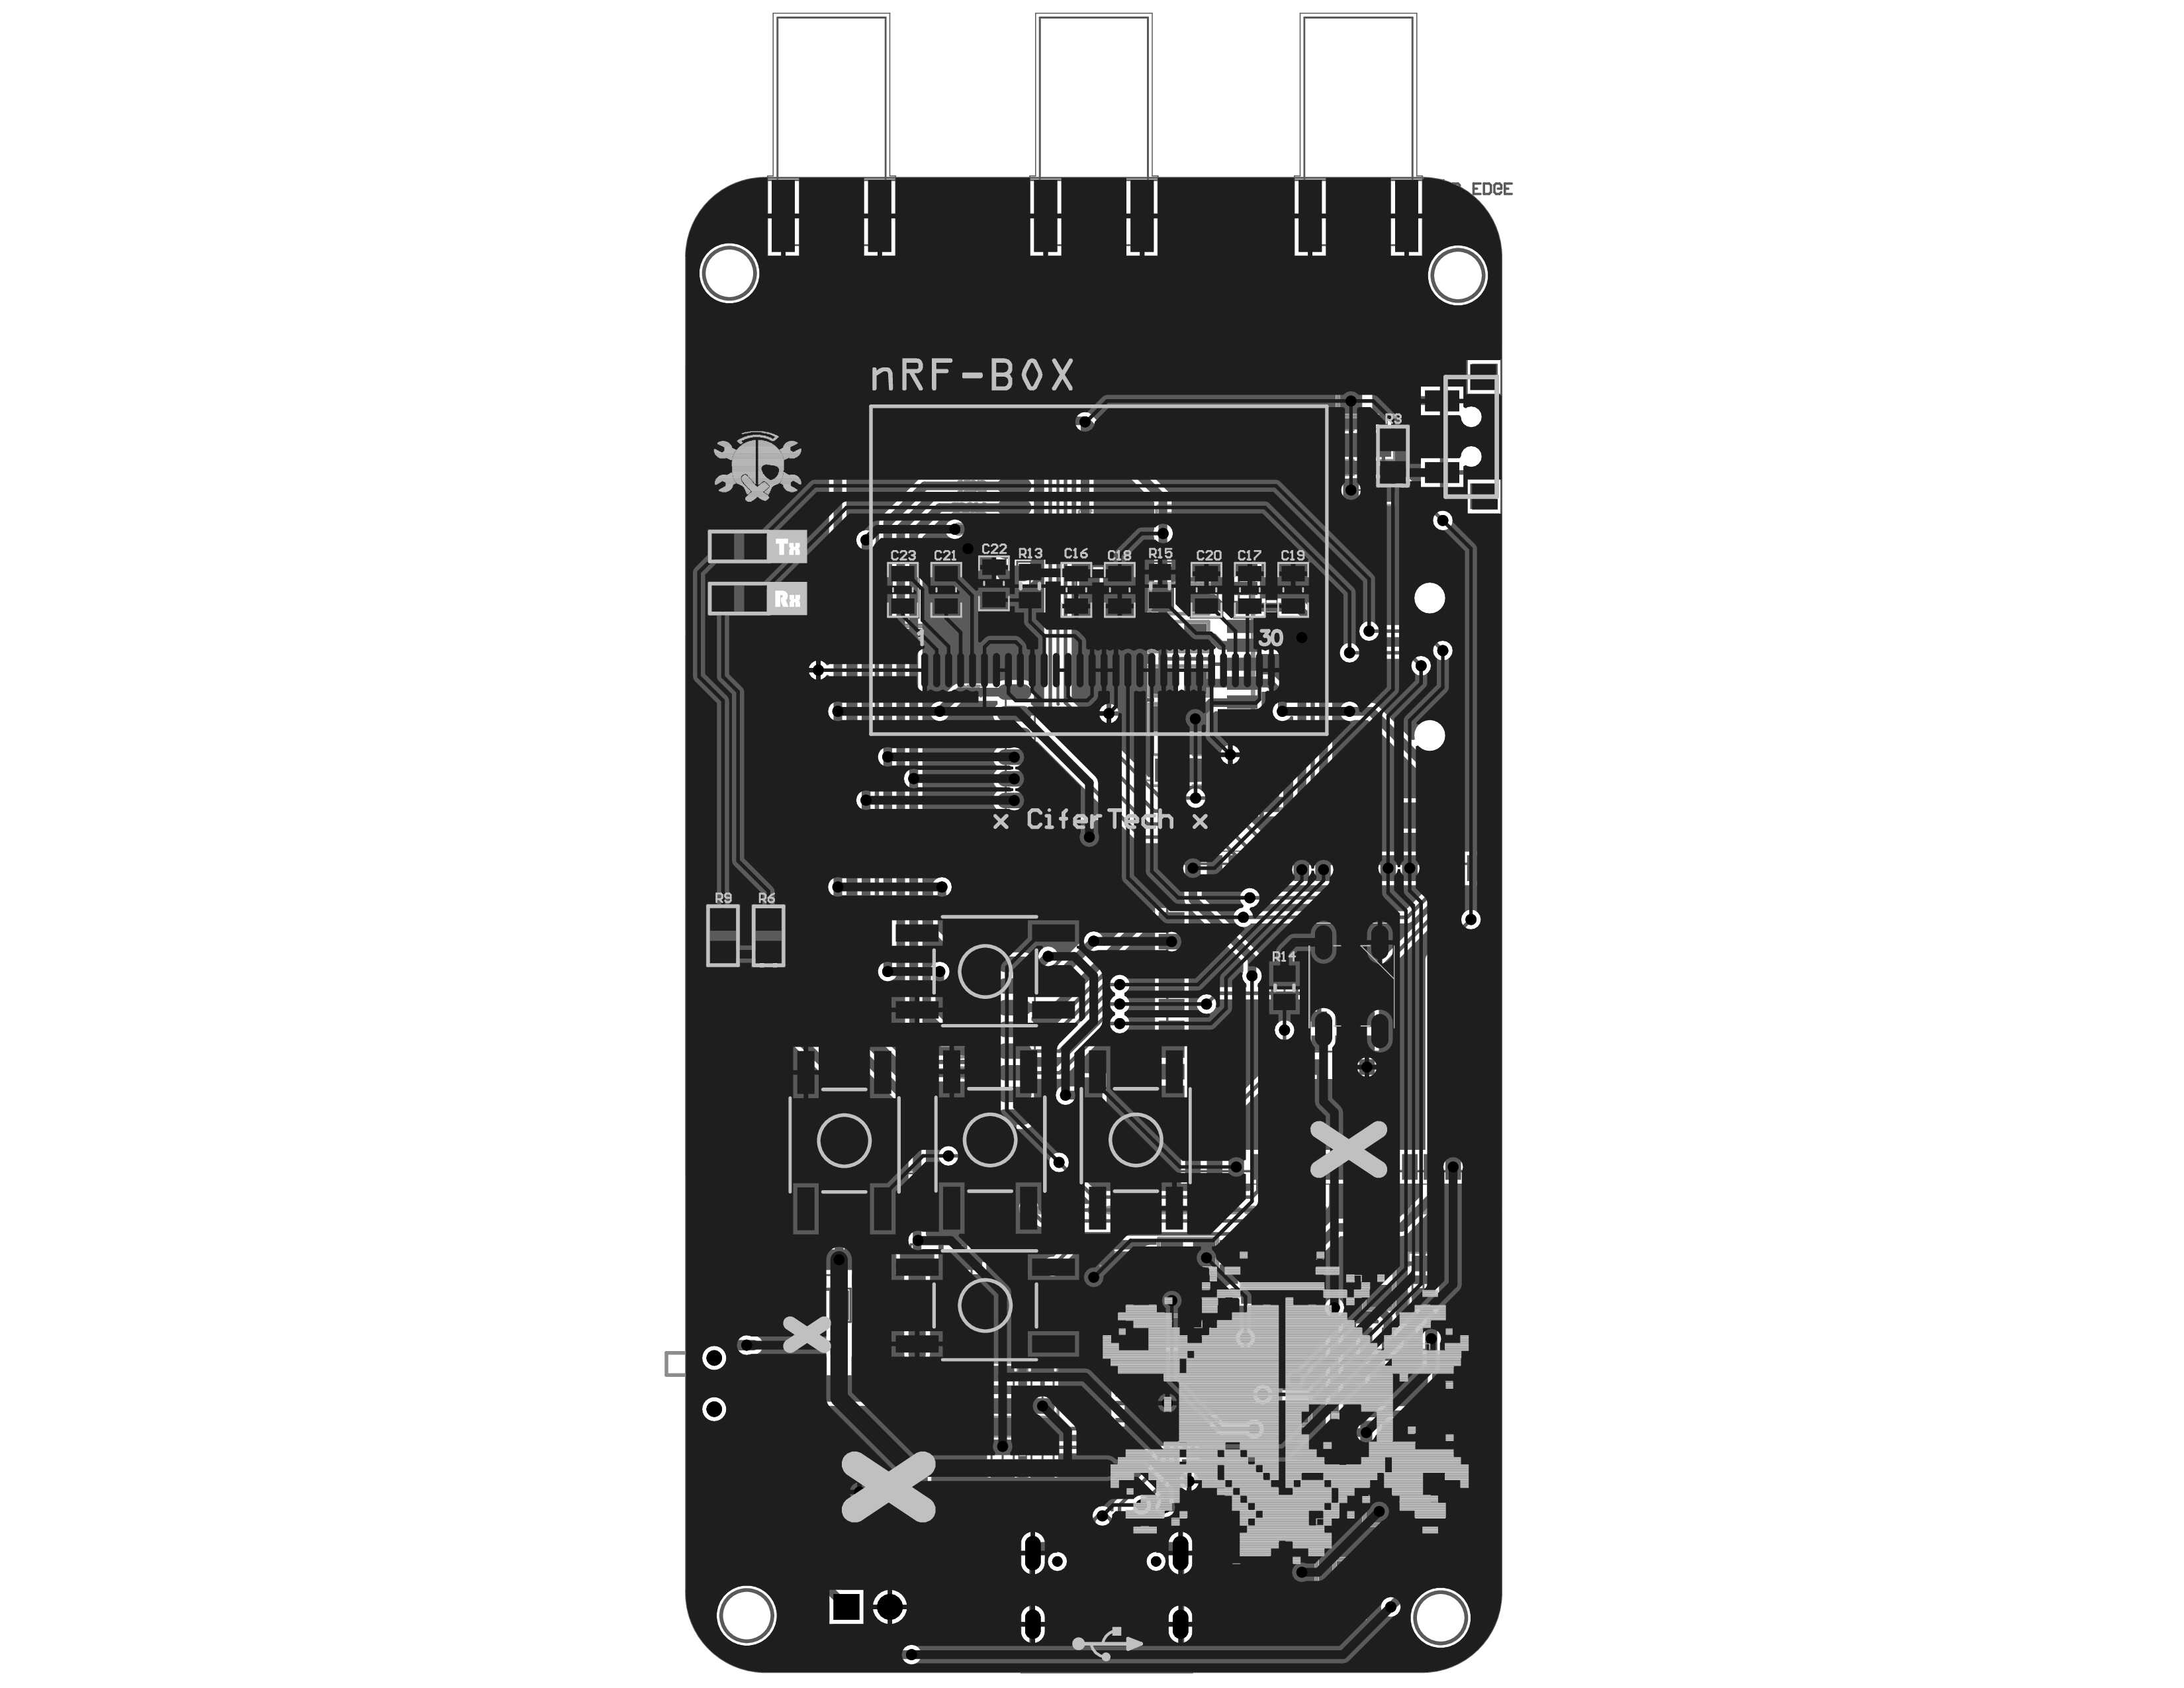 EDGE
nRF-BOX
R3
Tx
C23 C21 C22 R13 C16 C18 R15 C20 C17 C19
Rx
1 30
× CiferTech ×
R9 R6
R14